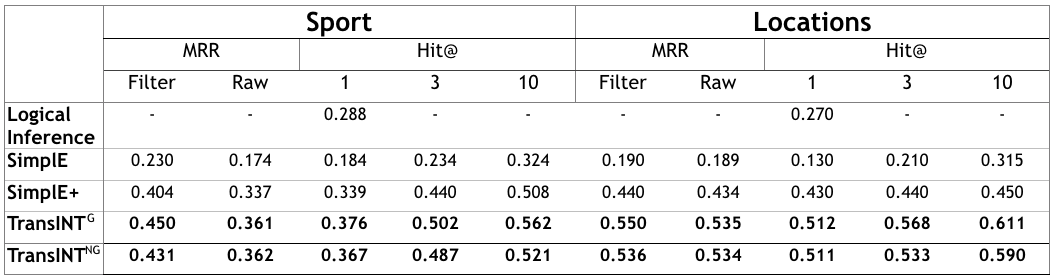 Sport Locations
MRR Hit@ MRR Hit@
Filter Raw 1 3 10 Filter Raw 1 3 10
Logical Inference - - 0.288 - - - - 0.270 - -
SimplE 0.230 0.174 0.184 0.234 0.324 0.190 0.189 0.130 0.210 0.315
SimplE+ 0.404 0.337 0.339 0.440 0.508 0.440 0.434 0.430 0.440 0.450
TransINTG 0.450 0.361 0.376 0.502 0.562 0.550 0.535 0.512 0.568 0.611
TransINTNG 0.431 0.362 0.367 0.487 0.521 0.536 0.534 0.511 0.533 0.590